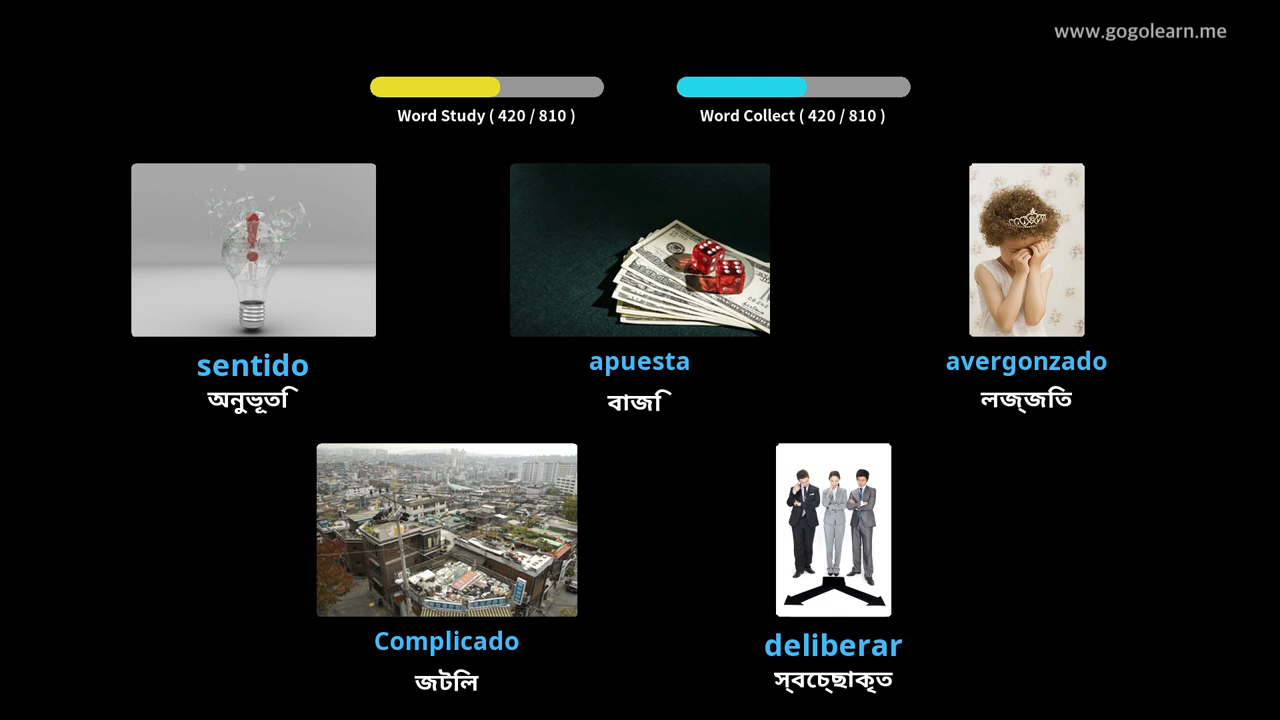 www.gogolearn.me
Word Study ( 420 / 810 )
Word Collect ( 420 / 810 )
sentido
অনুভূতি
apuesta
বাজি
avergonzado
লজ্জিত
Complicado
জটিল
deliberar
স্বেচ্ছাকৃত